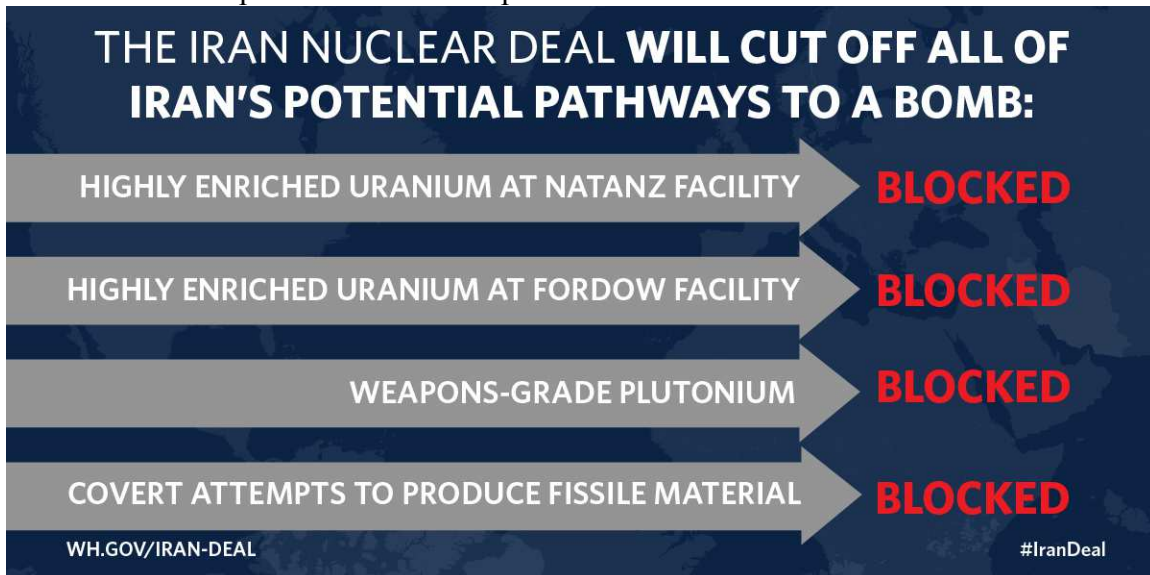 THE IRAN NUCLEAR DEAL WILL CUT OFF ALL OF
IRAN'S POTENTIAL PATHWAYS TO A BOMB:
HIGHLY ENRICHED URANIUM AT NATANZ FACILITY BLOCKED
HIGHLY ENRICHED URANIUM AT FORDOW FACILITY BLOCKED
WEAPONS-GRADE PLUTONIUM BLOCKED
COVERT ATTEMPTS TO PRODUCE FISSILE MATERIAL BLOCKED
WH.GOV/IRAN-DEAL #IranDeal